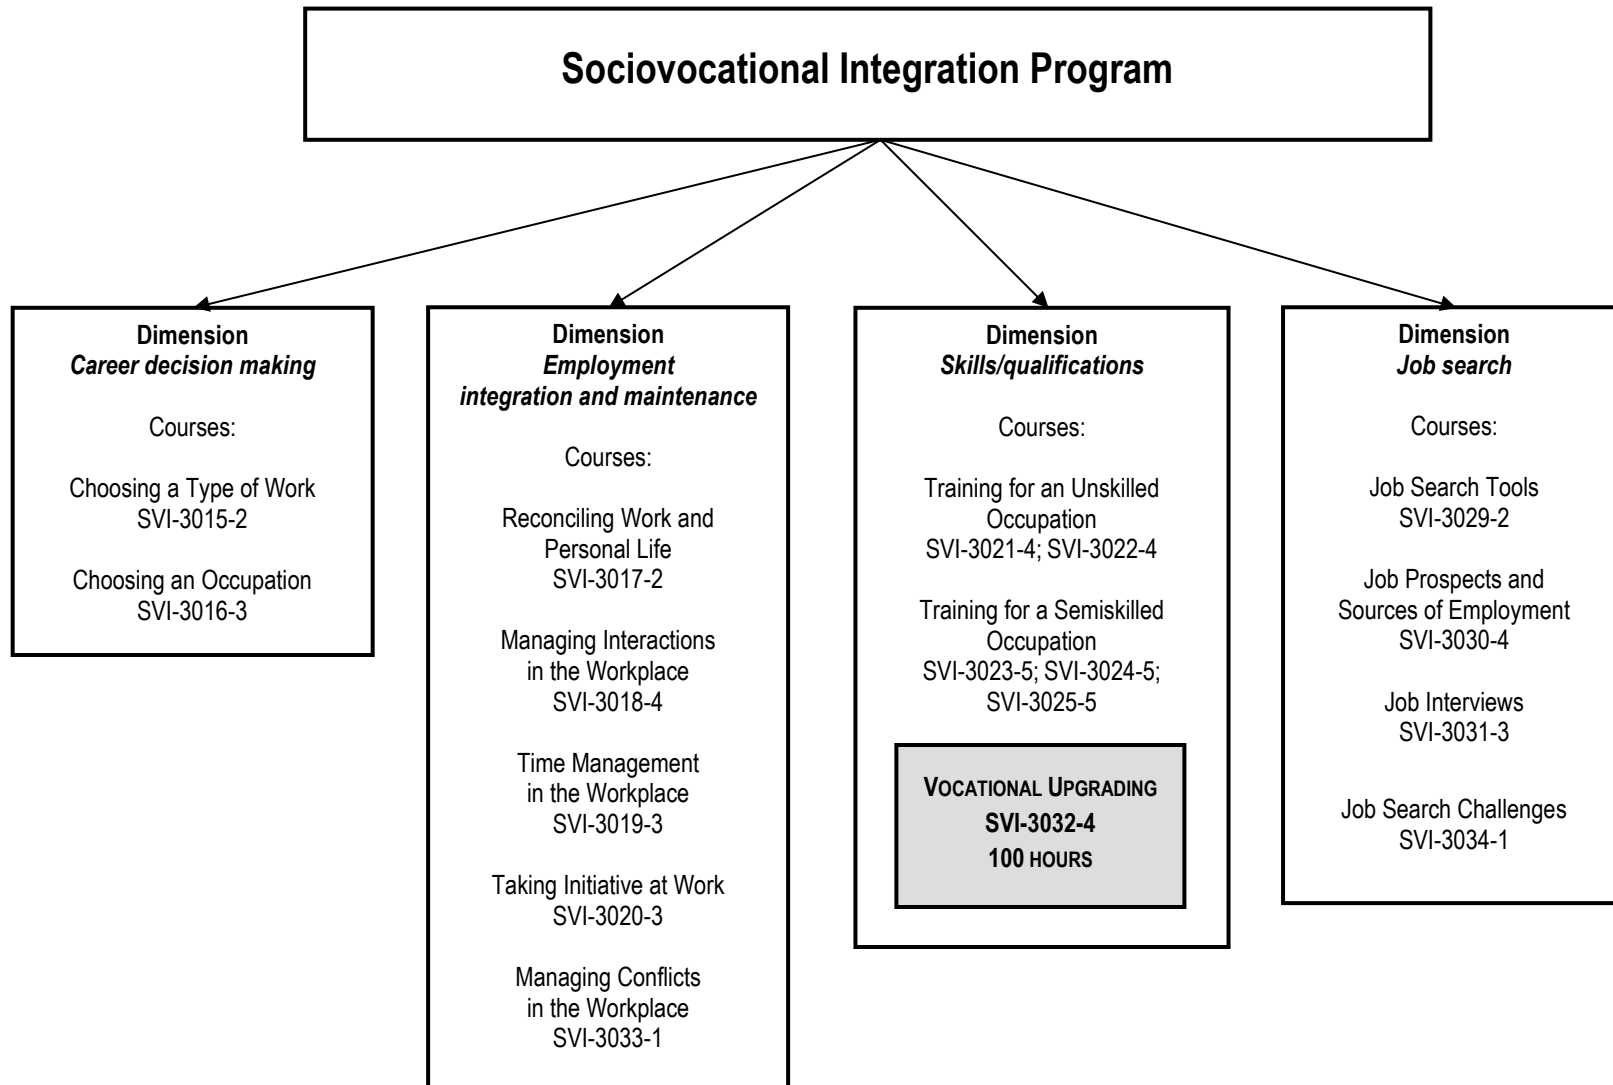 Sociovocational Integration Program
Dimension
Career decision making
Courses:
Choosing a Type of Work
SVI-3015-2
Choosing an Occupation
SVI-3016-3
Dimension
Employment
integration and maintenance
Courses:
Reconciling Work and
Personal Life
SVI-3017-2
Managing Interactions
in the Workplace
SVI-3018-4
Time Management
in the Workplace
SVI-3019-3
Taking Initiative at Work
SVI-3020-3
Managing Conflicts
in the Workplace
SVI-3033-1
Dimension
Skills/qualifications
Courses:
Training for an Unskilled
Occupation
SVI-3021-4; SVI-3022-4
Training for a Semiskilled
Occupation
SVI-3023-5; SVI-3024-5;
SVI-3025-5
VOCATIONAL UPGRADING
SVI-3032-4
100 HOURS
Dimension
Job search
Courses:
Job Search Tools
SVI-3029-2
Job Prospects and
Sources of Employment
SVI-3030-4
Job Interviews
SVI-3031-3
Job Search Challenges
SVI-3034-1